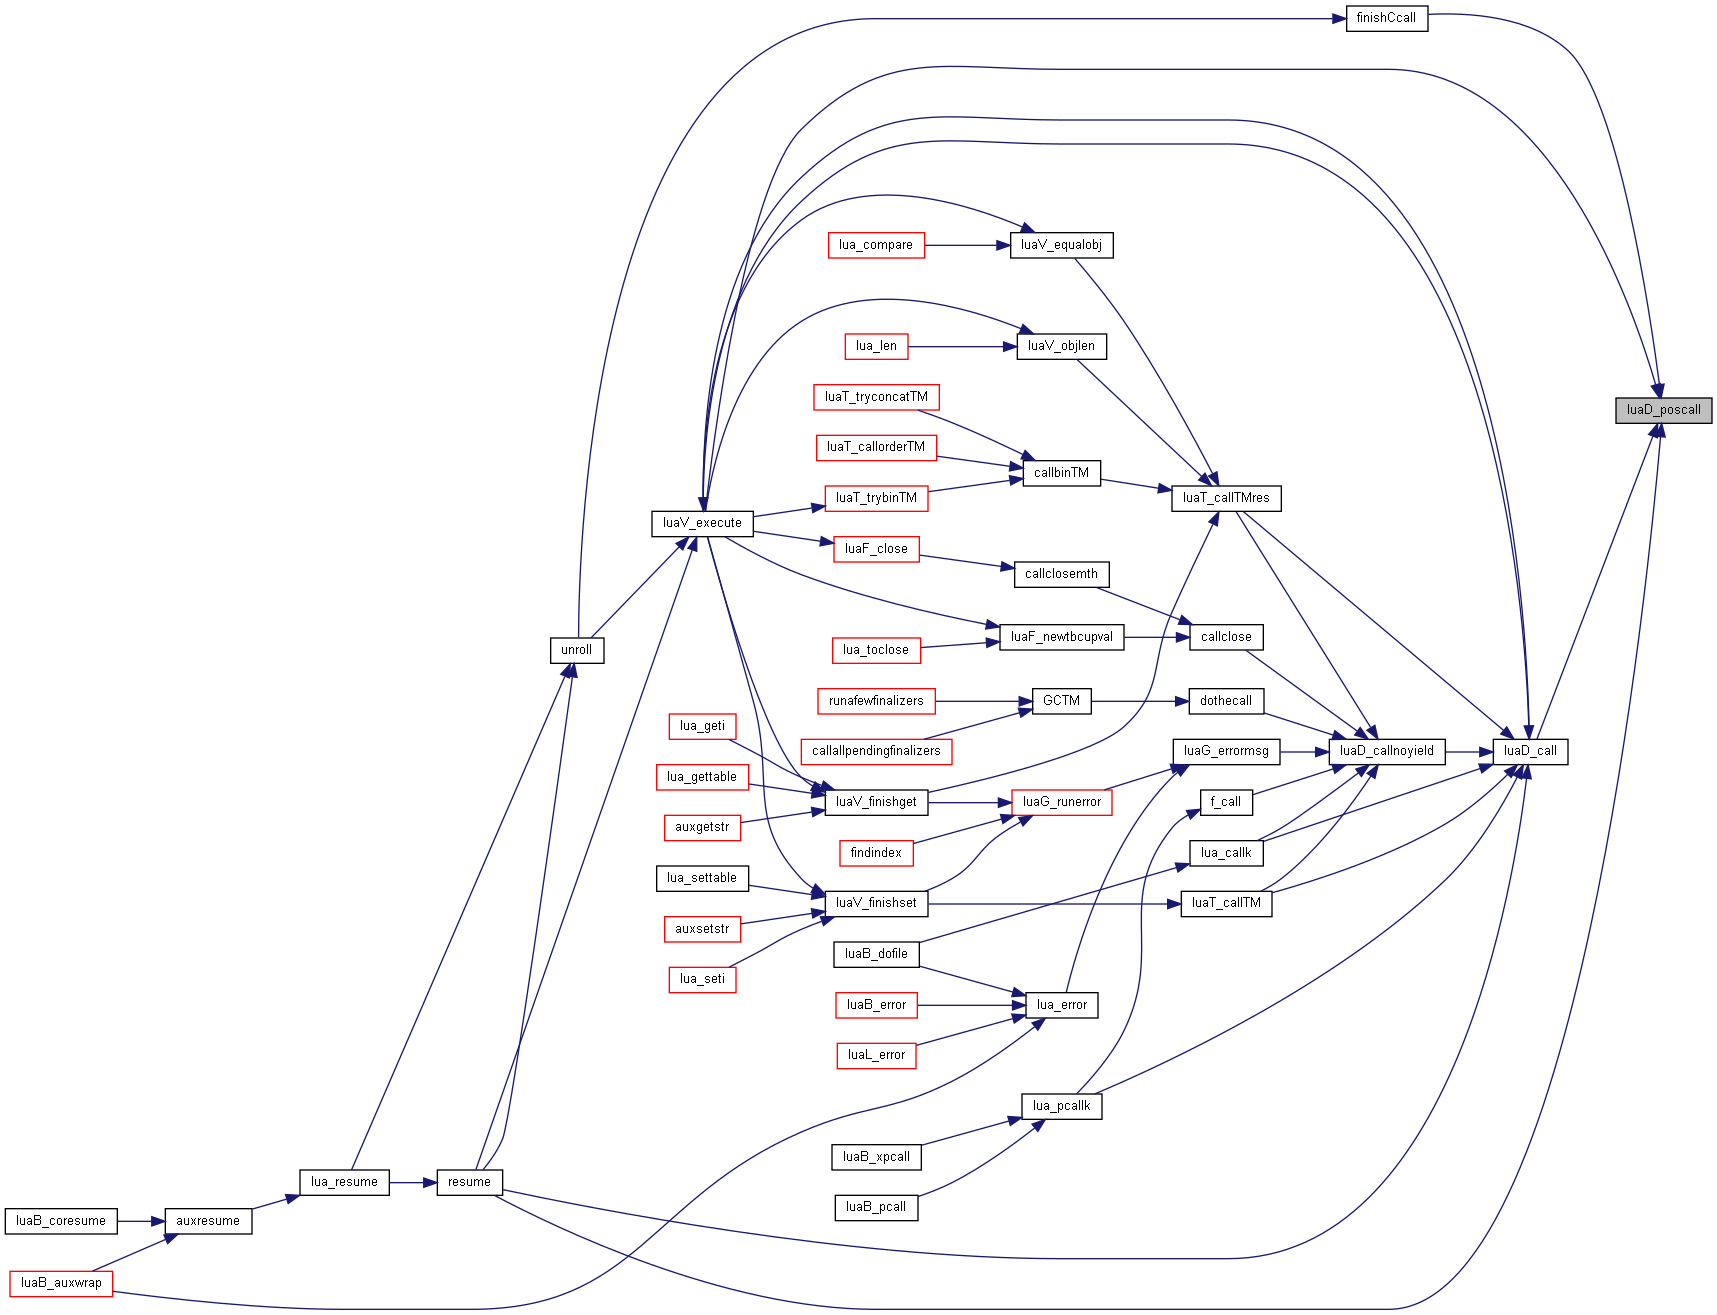 finishCcall
lua_compare
luaV_equalobj
lua_len
luaV_objlen
luaT_tryconcatTM
luaD_poscall
luaT_callorderTM
callbinTM
luaT_trybinTM
luaT_callTMres
luaV_execute
luaF_close
callclosemth
unroll
lua_toclose
luaF_newtbcupval
callclose
runafewfinalizers
GCTM
dothecall
lua_geti
callallpendingfinalizers
luaG_errormsg
luaD_callnoyield
luaD_call
lua_gettable
luaV_finishget
luaG_runerror
f_call
auxgetstr
findindex
lua_callk
lua_settable
luaV_finishset
luaT_callTM
auxsetstr
luaB_dofile
lua_seti
luaB_error
lua_error
luaL_error
lua_pcallk
luaB_xpcall
lua_resume
resume
luaB_pcall
luaB_coresume
auxresume
luaB_auxwrap